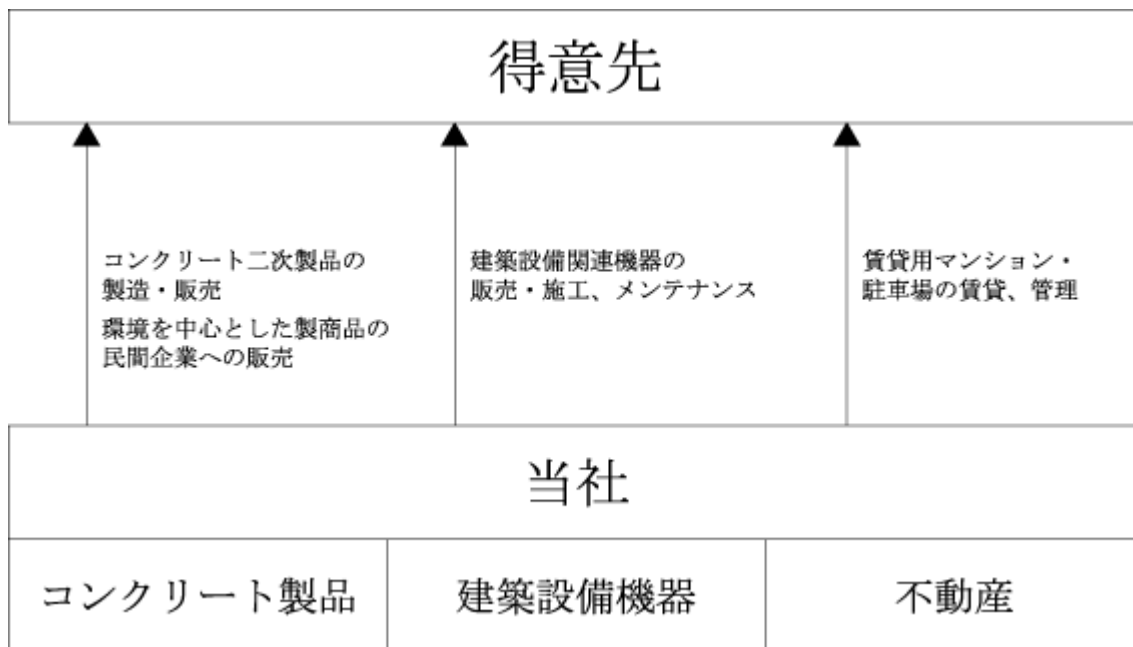 得意先
コンクリート二次製品の
製造・販売
環境を中心とした製商品の
民間企業への販売
建築設備関連機器の
販売・施工、メンテナンス
賃貸用マンション・
駐車場の賃貸、管理
当社
コンクリート製品
建築設備機器
不動産